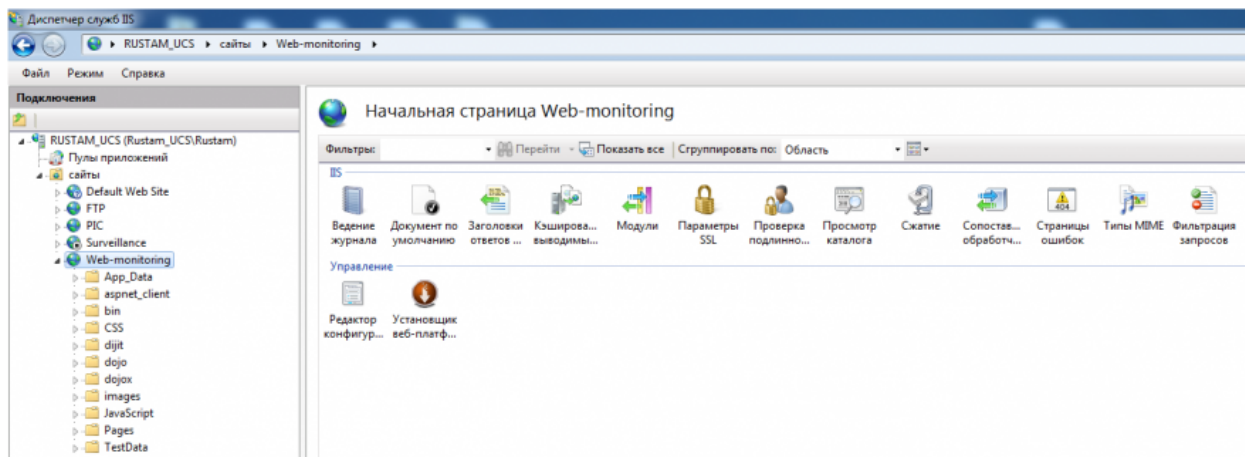 Диспетчер служб IIS
RUSTAM_UCS сайты Web-monitoring
Файл Режим Справка
Подключения
RUSTAM_UCS (Rustam_UCS\Rustam)
Пулы приложений
сайты
Default Web Site
FTP
PIC
Surveillance
Web-monitoring
App_Data
aspnet_client
bin
CSS
dijit
dojo
dojox
images
JavaScript
Pages
TestData
Начальная страница Web-monitoring
Фильтры: Перейти Показать все Сгруппировать по: Область
IIS
Ведение Документ по Заголовки Кэширова... Модули Параметры Проверка Просмотр Сжатие Сопостав... Страницы Типы MIME Фильтрация
журнала умолчанию ответов ... выводимы... SSL подлинно... каталога обработч... ошибок запросов
404
Управление
Редактор Установщик
конфигур... веб-платф...